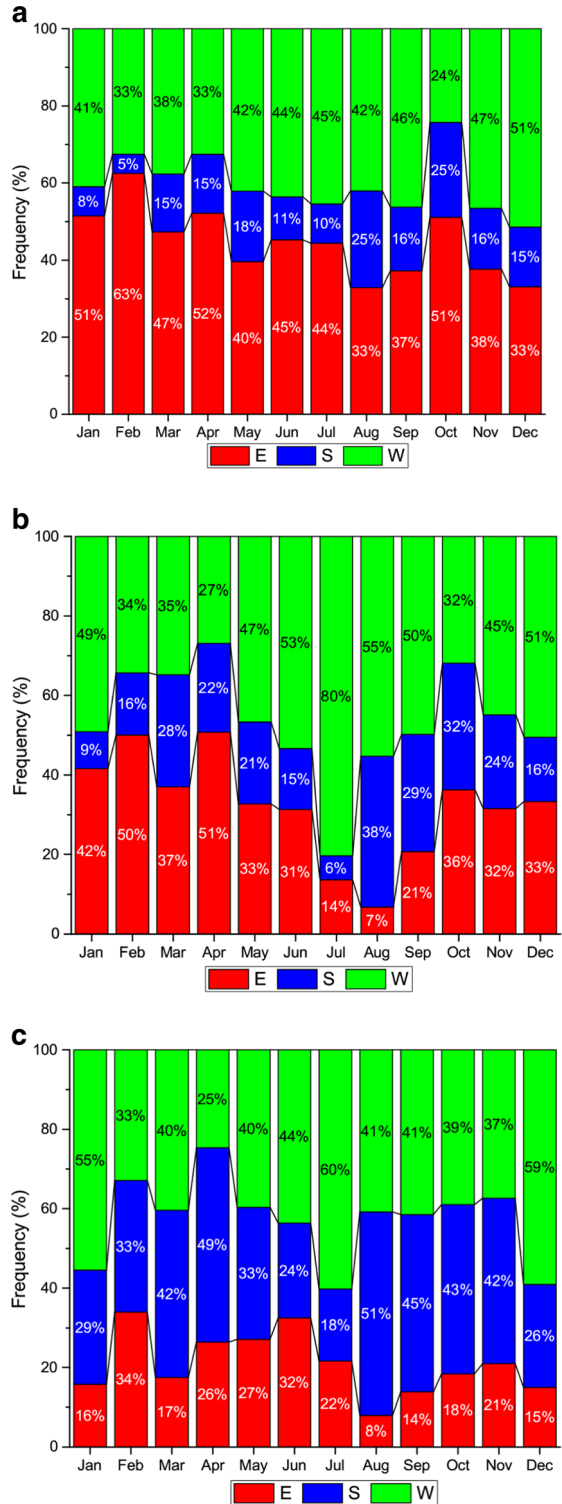 a
100
80
60
40
20
0
Frequency (%)
41% 33% 38% 33% 42% 44% 45% 42% 46% 24% 47% 51%
8% 5% 15% 15% 18% 11% 10% 25% 16% 25% 16% 15%
51% 63% 47% 52% 40% 45% 44% 33% 37% 51% 38% 33%
Jan Feb Mar Apr May Jun Jul Aug Sep Oct Nov Dec
E S W
b
100
80
60
40
20
0
Frequency (%)
49% 34% 35% 27% 47% 53% 80% 55% 50% 32% 45% 51%
9% 16% 28% 22% 21% 15% 6% 38% 29% 32% 24% 16%
42% 50% 37% 51% 33% 31% 14% 7% 21% 36% 32% 33%
Jan Feb Mar Apr May Jun Jul Aug Sep Oct Nov Dec
E S W
c
100
80
60
40
20
0
Frequency (%)
55% 33% 40% 25% 40% 44% 60% 41% 41% 39% 37% 59%
29% 33% 42% 49% 33% 24% 18% 51% 45% 43% 42% 26%
16% 34% 17% 26% 27% 32% 22% 8% 14% 18% 21% 15%
Jan Feb Mar Apr May Jun Jul Aug Sep Oct Nov Dec
E S W